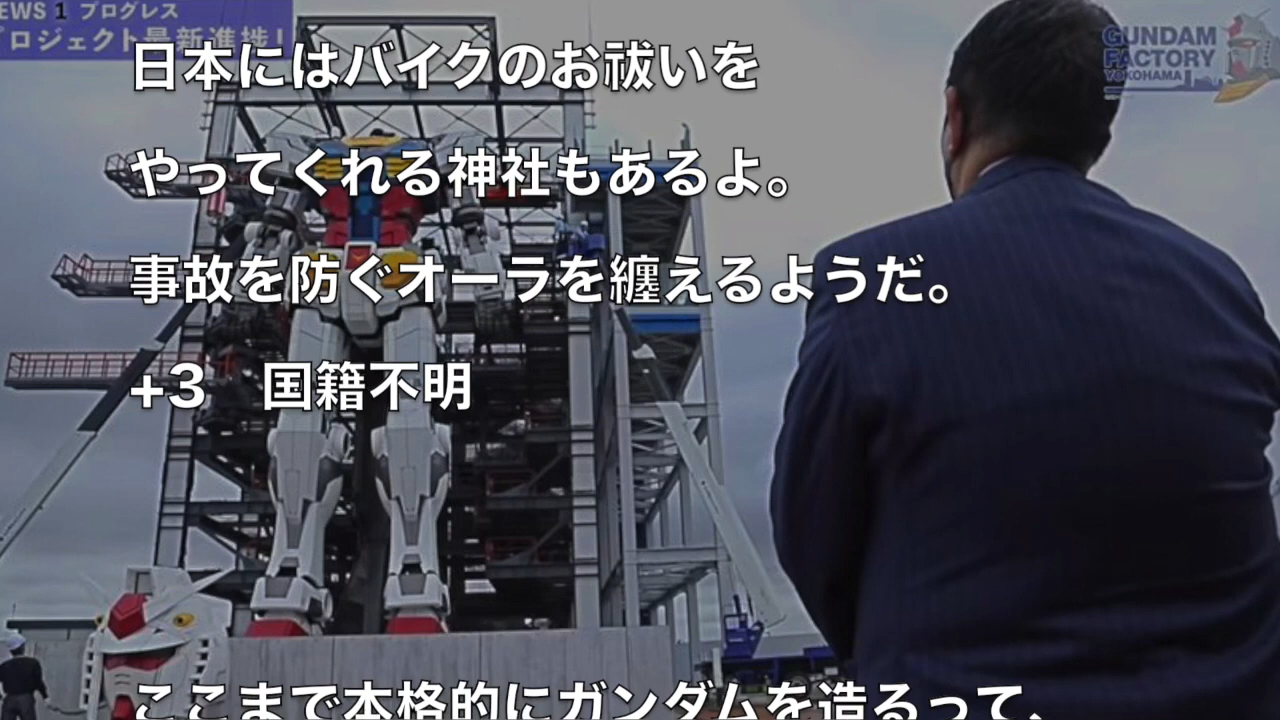 NEWS 1 プログレス
プロジェクト最新進捗!
GUNDAM
FACTORY
YOKOHAMA
日本にはバイクのお祓いを
やってくれる神社もあるよ。
事故を防ぐオーラを纏えるようだ。
+3 国籍不明
ここまで本格的にガンダムを造るって、